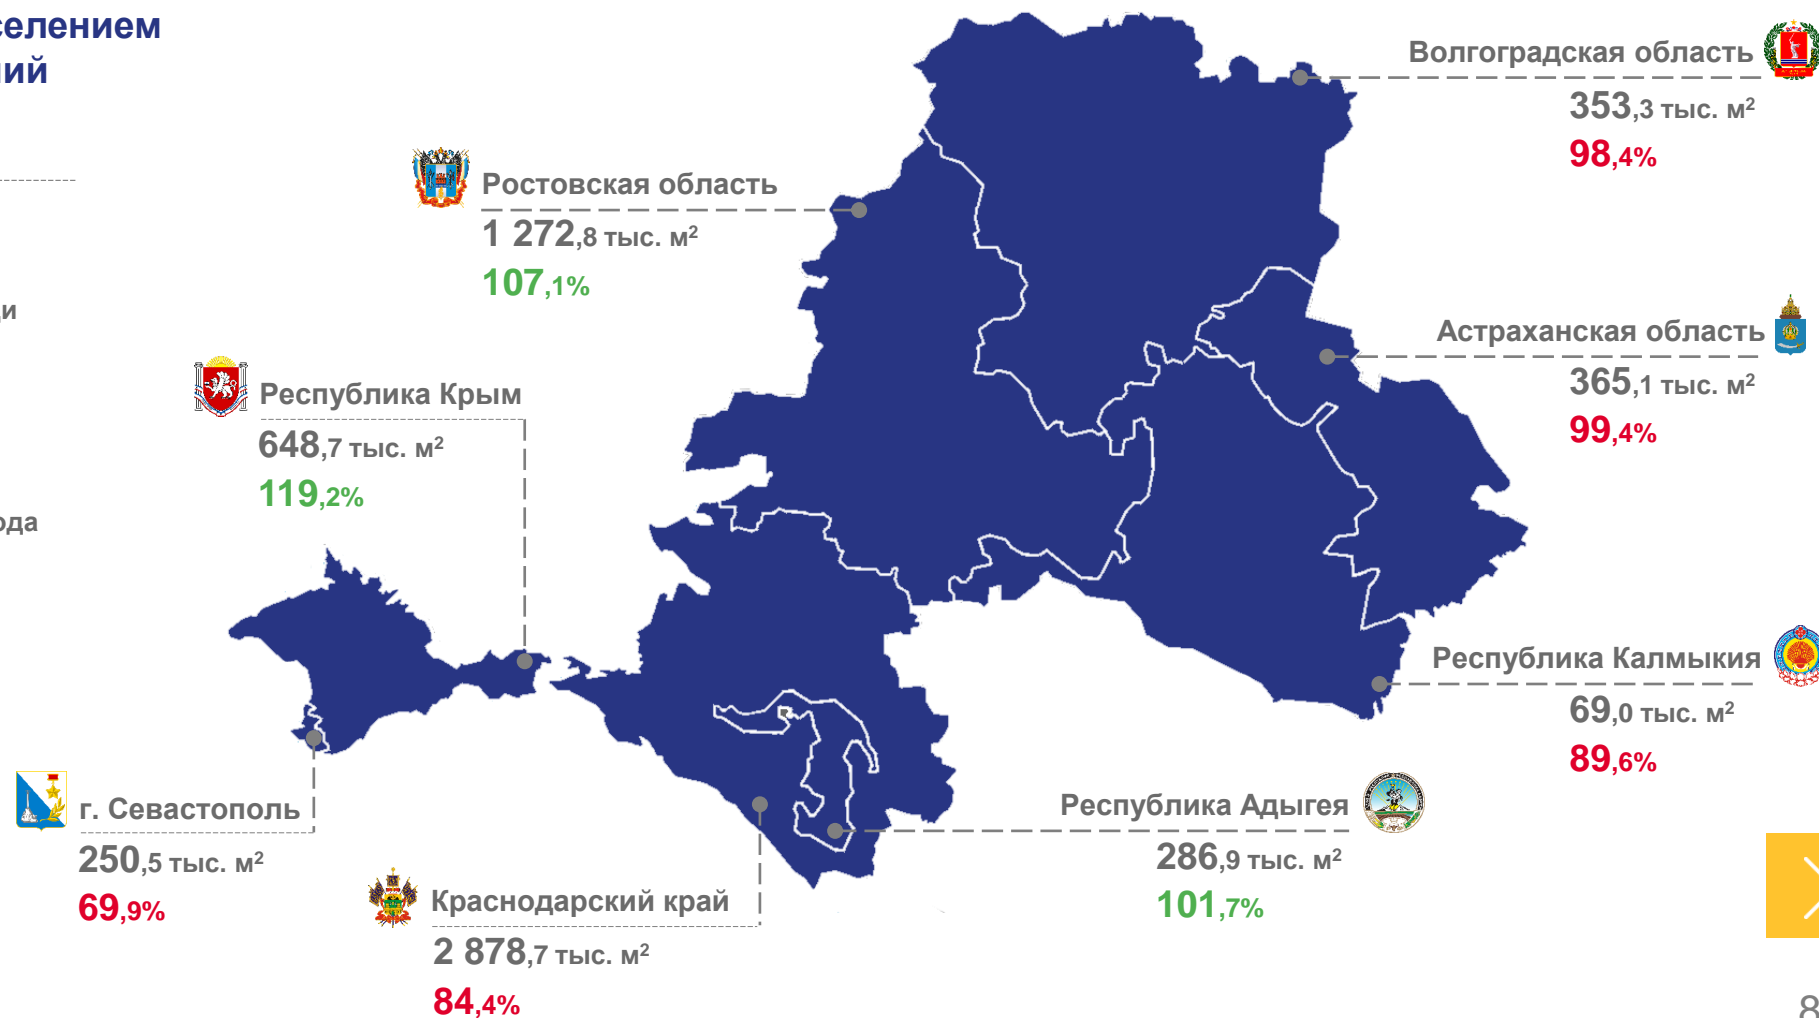 Волгоградская область
353,3 тыс. м²
98,4%
Ростовская область
1 272,8 тыс. м²
107,1%
Астраханская область
365,1 тыс. м²
99,4%
Республика Крым
648,7 тыс. м²
119,2%
Республика Калмыкия
69,0 тыс. м²
89,6%
г. Севастополь
250,5 тыс. м²
69,9%
Республика Адыгея
286,9 тыс. м²
101,7%
Краснодарский край
2 878,7 тыс. м²
84,4%
8